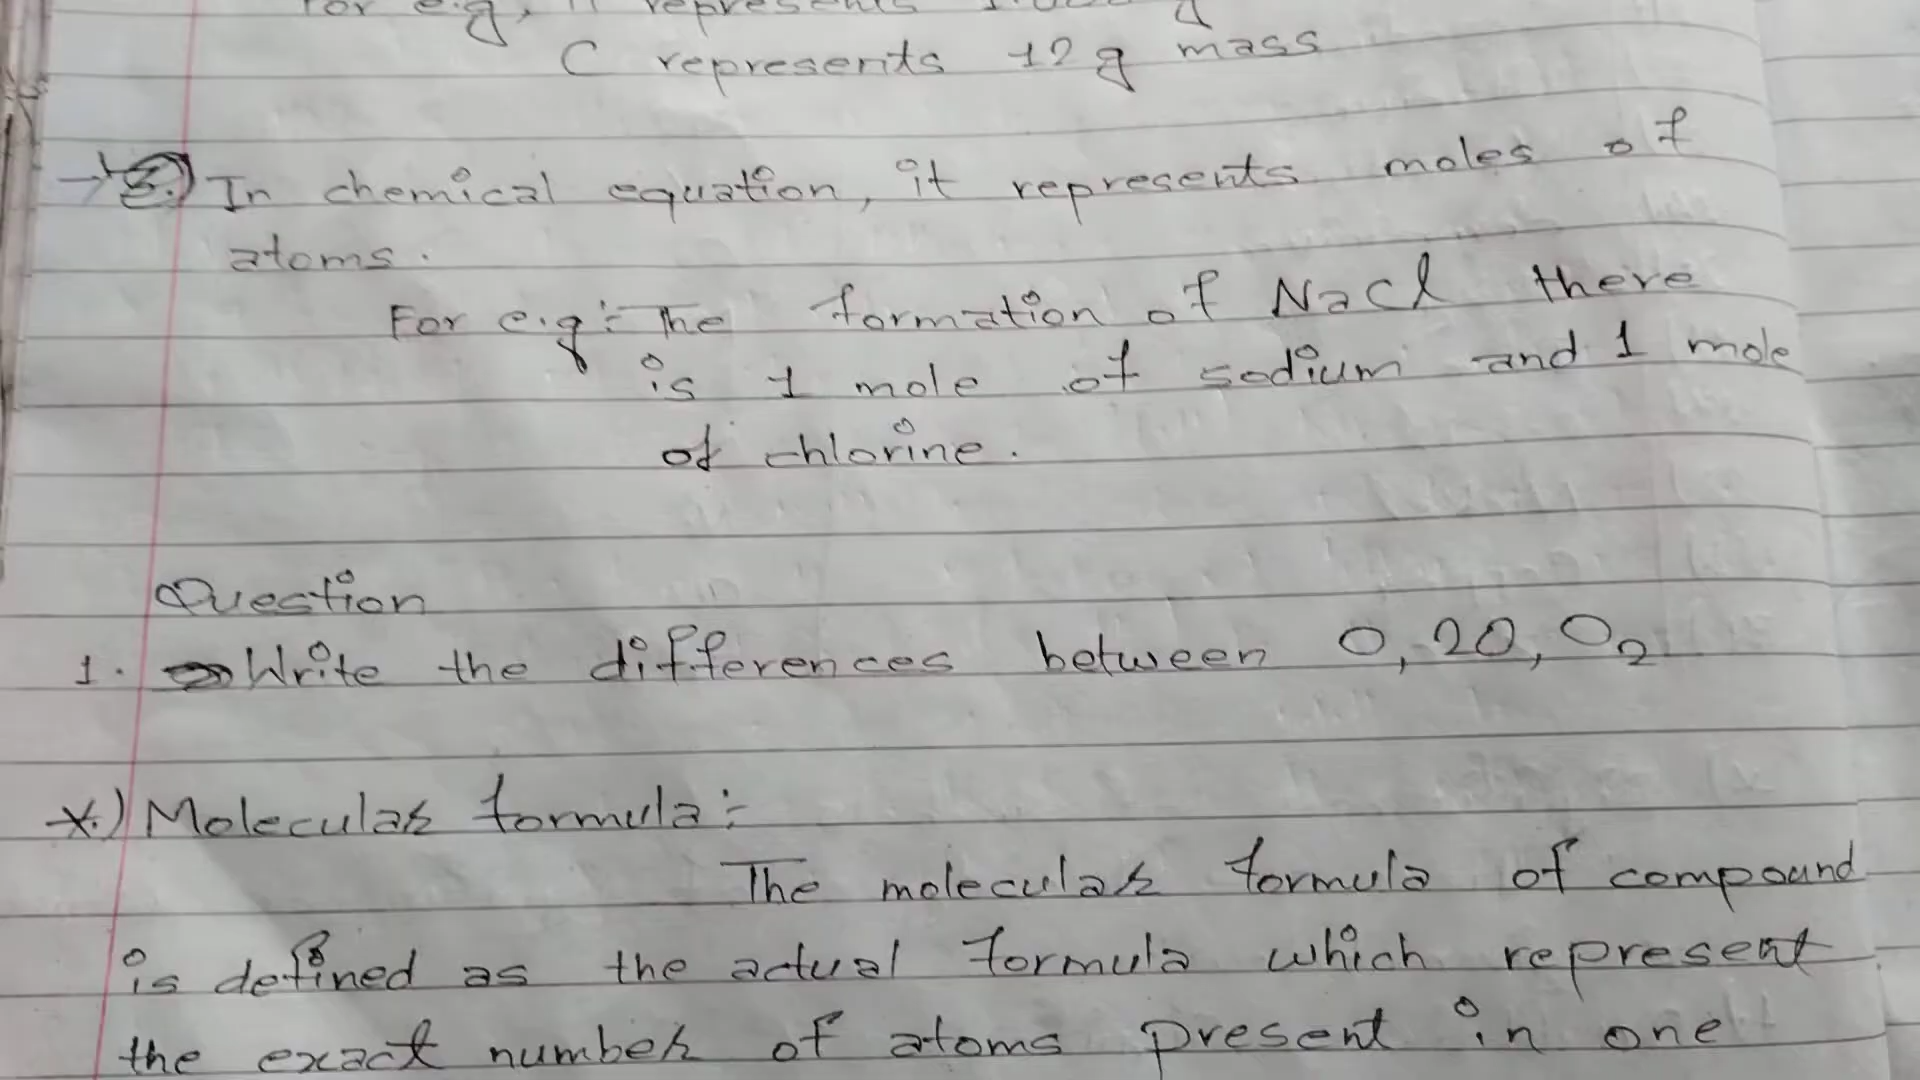 For e.g, it represents
C represents 12 g mass
→ In chemical equation, it represents moles of
atoms.
For e.g :- The formation of NaCl there
is 1 mole of sodium and 1 mole
of chlorine.
Question
1. Write the differences between O, 2O, O₂
*.) Molecular formula :-
The molecular formula of compound
is defined as the actual formula which represent
the exact number of atoms present in one